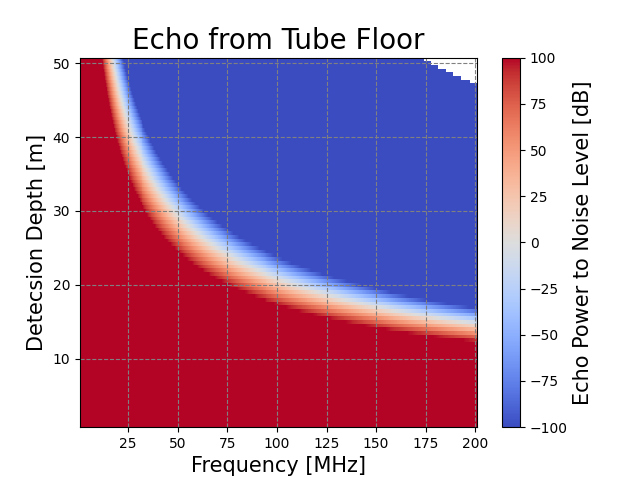 Echo from Tube Floor
50
40
30
20
10
Detecsion Depth [m]
25 50 75 100 125 150 175 200
Frequency [MHz]
100
75
50
25
0
−25
−50
−75
−100
Echo Power to Noise Level [dB]